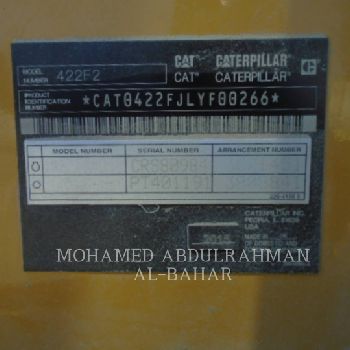 CAT CATERPILLAR
CAT® CATERPILLAR®
MODEL NUMBER 422F2
PRODUCT IDENTIFICATION NUMBER *CAT0422FJLYF00266*
MODEL NUMBER SERIAL NUMBER ARRANGEMENT NUMBER
CATERPILLAR INC.
PEORIA, IL
USA
MOHAMED ABDULRAHMAN
AL-BAHAR